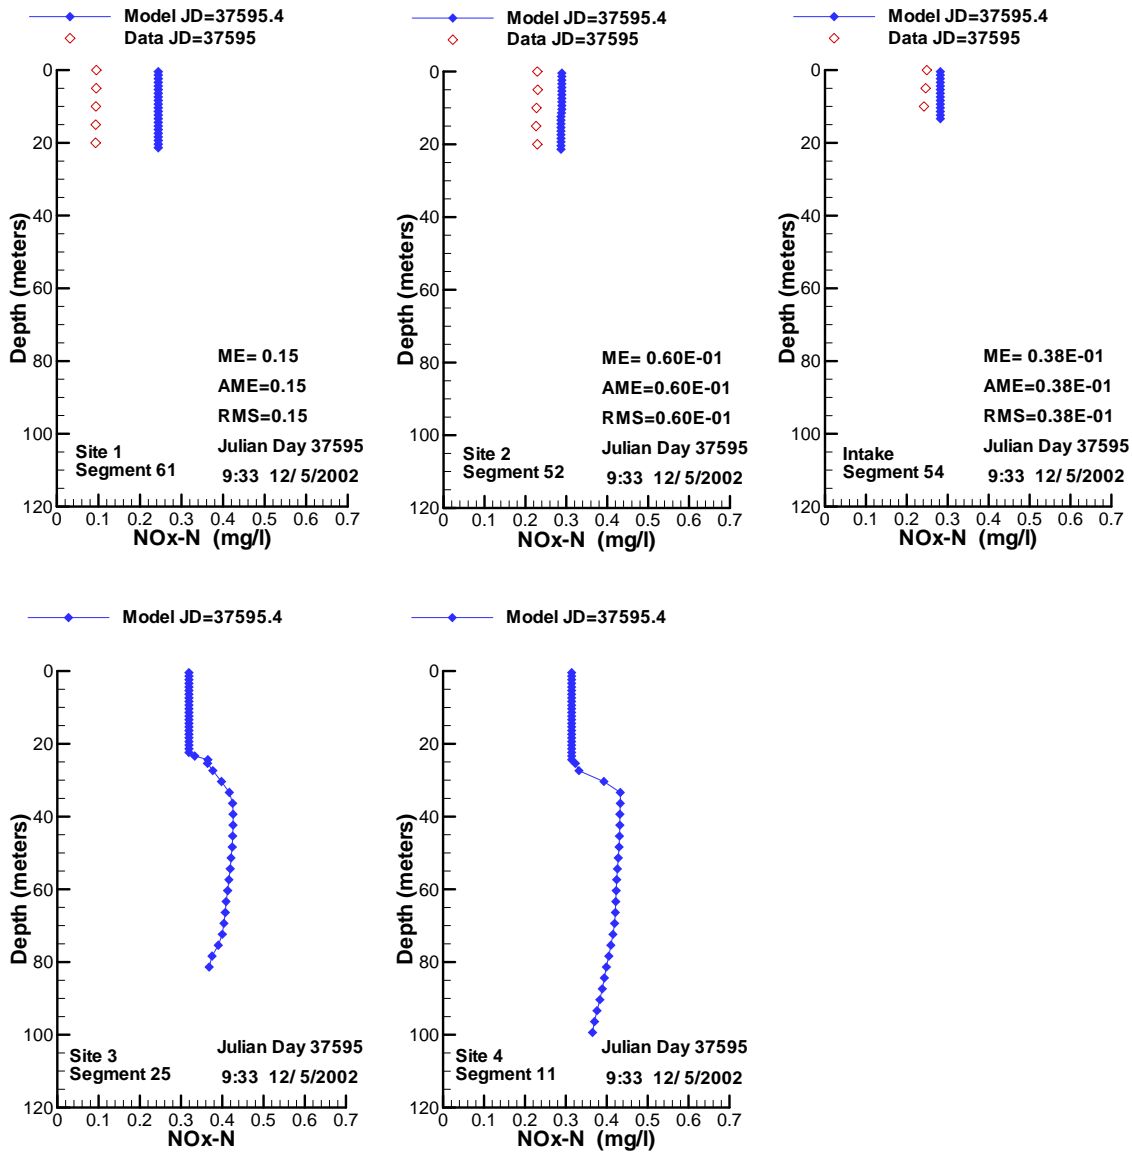 Model JD=37595.4
Data JD=37595
0
20
40
60
80
100
120
Depth (meters)
ME= 0.15
AME=0.15
RMS=0.15
Site 1
Segment 61
Julian Day 37595
9:33 12/ 5/2002
0 0.1 0.2 0.3 0.4 0.5 0.6 0.7
NOx-N (mg/l)
Model JD=37595.4
Data JD=37595
0
20
40
60
80
100
120
Depth (meters)
ME= 0.60E-01
AME=0.60E-01
RMS=0.60E-01
Site 2
Segment 52
Julian Day 37595
9:33 12/ 5/2002
0 0.1 0.2 0.3 0.4 0.5 0.6 0.7
NOx-N (mg/l)
Model JD=37595.4
Data JD=37595
0
20
40
60
80
100
120
Depth (meters)
ME= 0.38E-01
AME=0.38E-01
RMS=0.38E-01
Intake
Segment 54
Julian Day 37595
9:33 12/ 5/2002
0 0.1 0.2 0.3 0.4 0.5 0.6 0.7
NOx-N (mg/l)
Model JD=37595.4
0
20
40
60
80
100
120
Depth (meters)
Site 3
Segment 25
Julian Day 37595
9:33 12/ 5/2002
0 0.1 0.2 0.3 0.4 0.5 0.6 0.7
NOx-N
Model JD=37595.4
0
20
40
60
80
100
120
Depth (meters)
Site 4
Segment 11
Julian Day 37595
9:33 12/ 5/2002
0 0.1 0.2 0.3 0.4 0.5 0.6 0.7
NOx-N (mg/l)